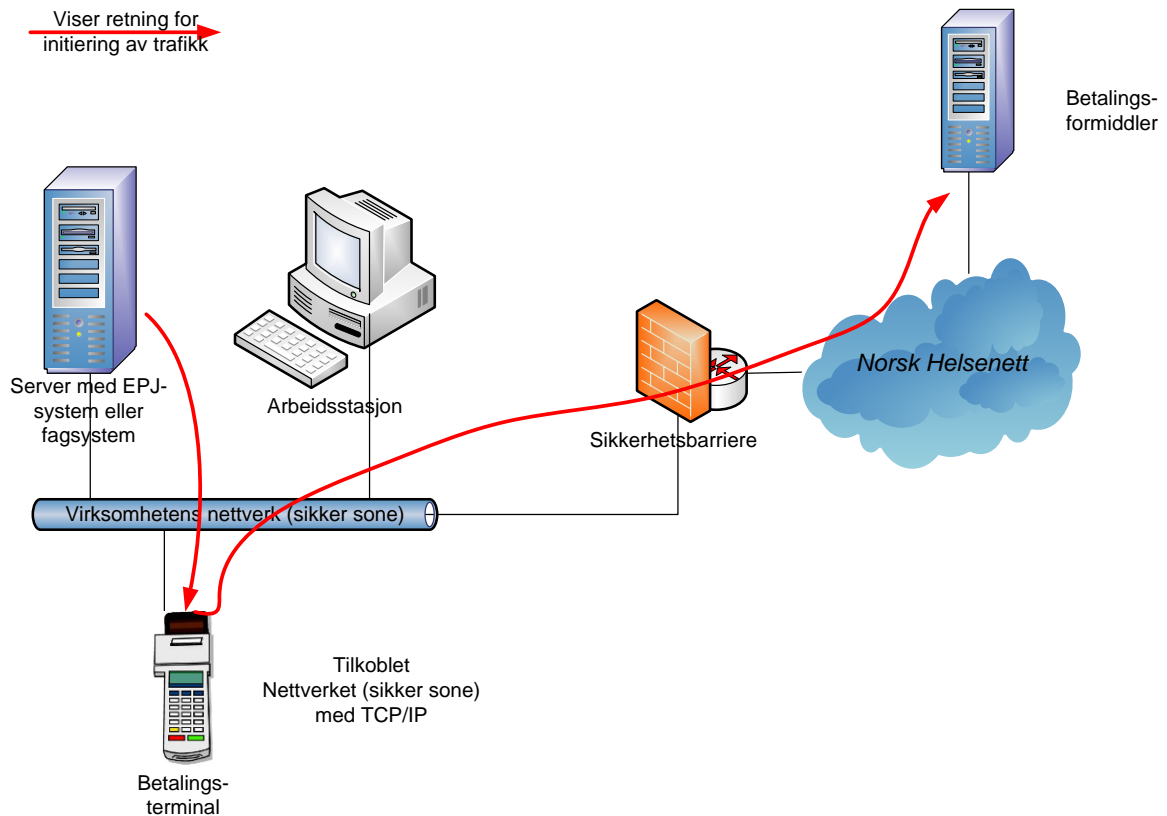 Viser retning for
initiering av trafikk
Betalings-
formiddler
Server med EPJ-
system eller
fagsystem
Arbeidsstasjon
Sikkerhetsbarriere
Norsk Helsenett
Virksomhetens nettverk (sikker sone)
Tilkoblet
Nettverket (sikker sone)
med TCP/IP
Betalings-
terminal